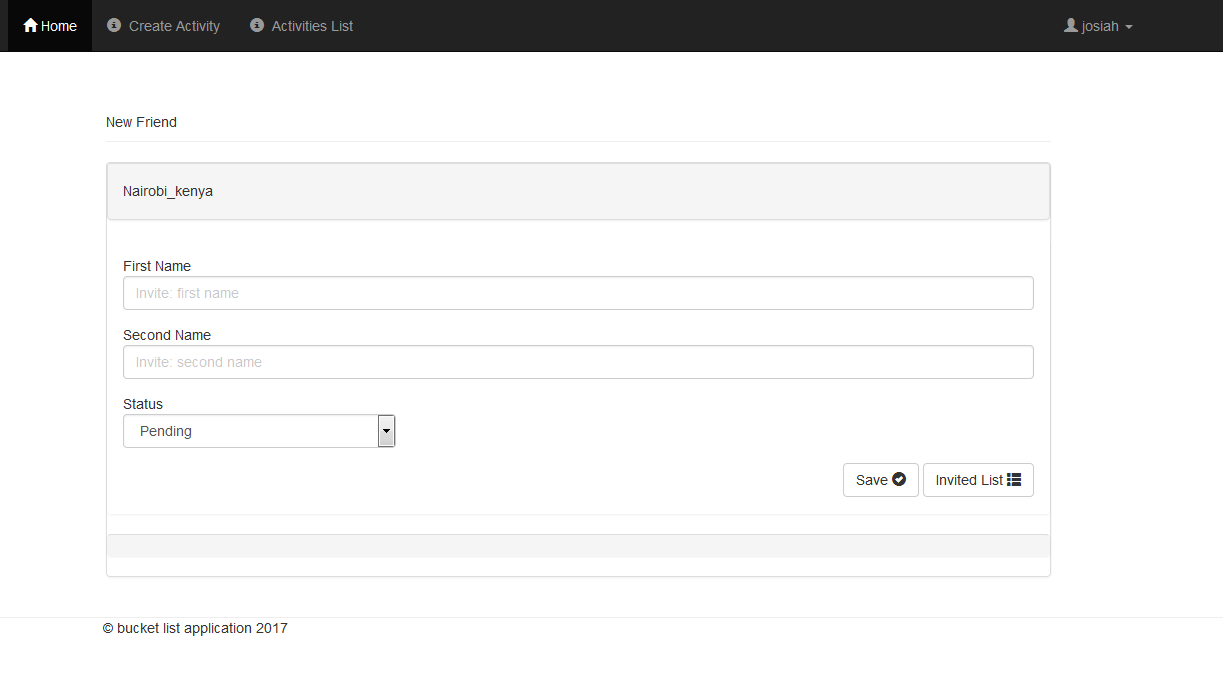 Home Create Activity Activities List josiah
New Friend
Nairobi_kenya
First Name
Invite: first name
Second Name
Invite: second name
Status
Pending
Save Invited List
© bucket list application 2017